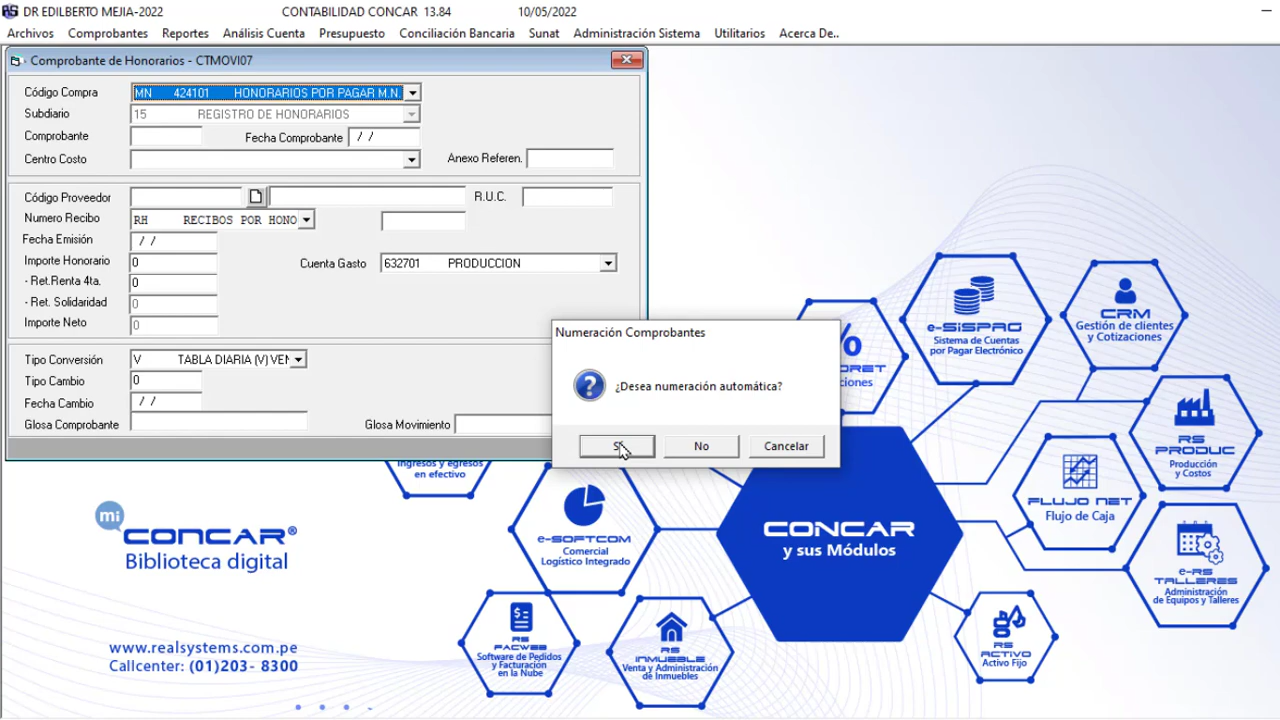 DR EDILBERTO MEJIA-2022 CONTABILIDAD CONCAR 13.84 10/05/2022
Archivos Comprobantes Reportes Análisis Cuenta Presupuesto Conciliación Bancaria Sunat Administración Sistema Utilitarios Acerca De..
Comprobante de Honorarios - CTMOVI07
Código Compra MN 424101 HONORARIOS POR PAGAR M.N.
Subdiario 15 REGISTRO DE HONORARIOS
Comprobante Fecha Comprobante / /
Centro Costo Anexo Referen.
Código Proveedor R.U.C.
Numero Recibo RH RECIBOS POR HONO
Fecha Emisión / /
Importe Honorario 0 Cuenta Gasto 632701 PRODUCCION
- Ret.Renta 4ta. 0
- Ret. Solidaridad 0
Importe Neto 0
Tipo Conversión V TABLA DIARIA (V) VEN
Tipo Cambio 0
Fecha Cambio / /
Glosa Comprobante Glosa Movimiento
Numeración Comprobantes
¿Desea numeración automática?
No Cancelar
e-SISPAG
Sistema de Cuentas
por Pagar Electrónico
CRM
Gestión de clientes
y Cotizaciones
%
RS
PRODUC
Producción
y Costos
FLUJO NET
Flujo de Caja
e-RS
TALLERES
Administración
de Equipos y Talleres
Ingresos y egresos
en efectivo
e-SOFTCOM
Comercial
Logístico Integrado
CONCAR
y sus Módulos
RS
ACTIVO
Activo Fijo
RS
FACWEB
Software de Pedidos
y Facturación
en la Nube
RS
INMUEBLE
Venta y Administración
de Inmuebles
mi
CONCAR®
Biblioteca digital
www.realsystems.com.pe
Callcenter: (01)203- 8300